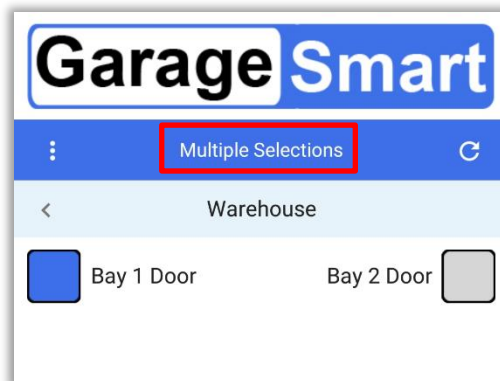 Garage Smart
Multiple Selections
Warehouse
Bay 1 Door Bay 2 Door